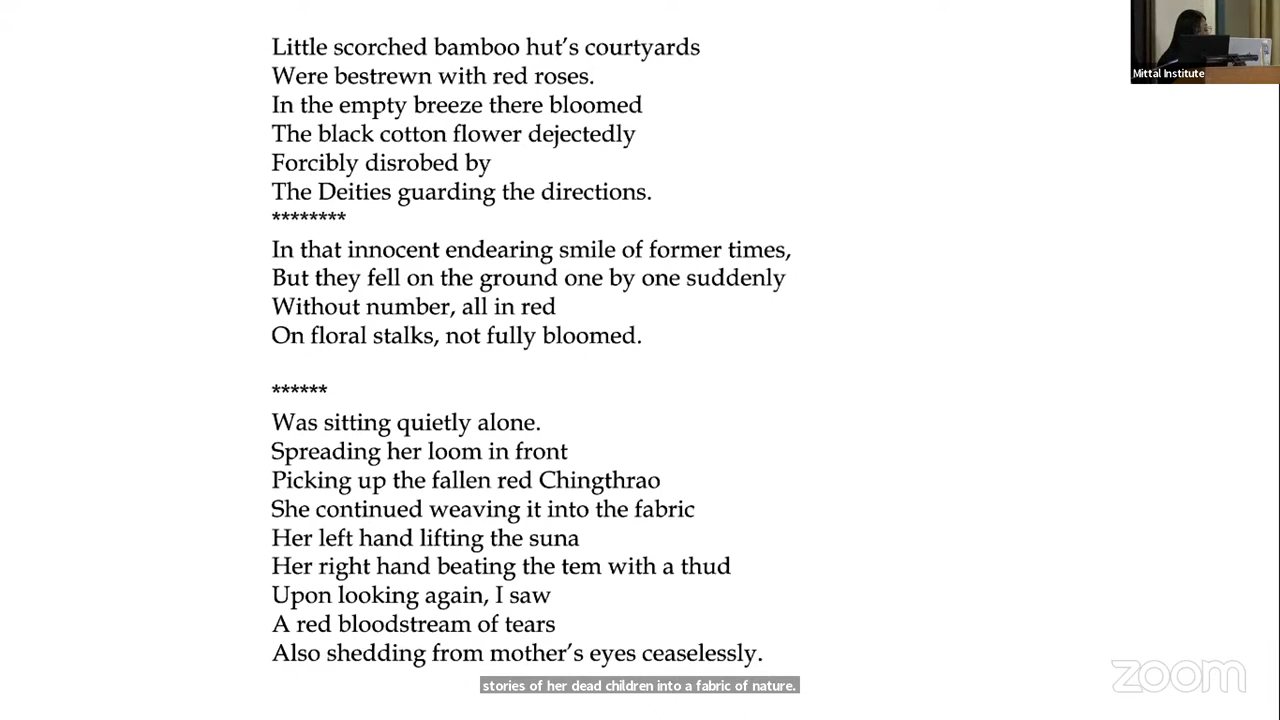 Little scorched bamboo hut's courtyards
Were bestrewn with red roses.
In the empty breeze there bloomed
The black cotton flower dejectedly
Forcibly disrobed by
The Deities guarding the directions.
********
In that innocent endearing smile of former times,
But they fell on the ground one by one suddenly
Without number, all in red
On floral stalks, not fully bloomed.
******
Was sitting quietly alone.
Spreading her loom in front
Picking up the fallen red Chingthrao
She continued weaving it into the fabric
Her left hand lifting the suna
Her right hand beating the tem with a thud
Upon looking again, I saw
A red bloodstream of tears
Also shedding from mother's eyes ceaselessly.
stories of her dead children into a fabric of nature.
Mittal Institute
zoom